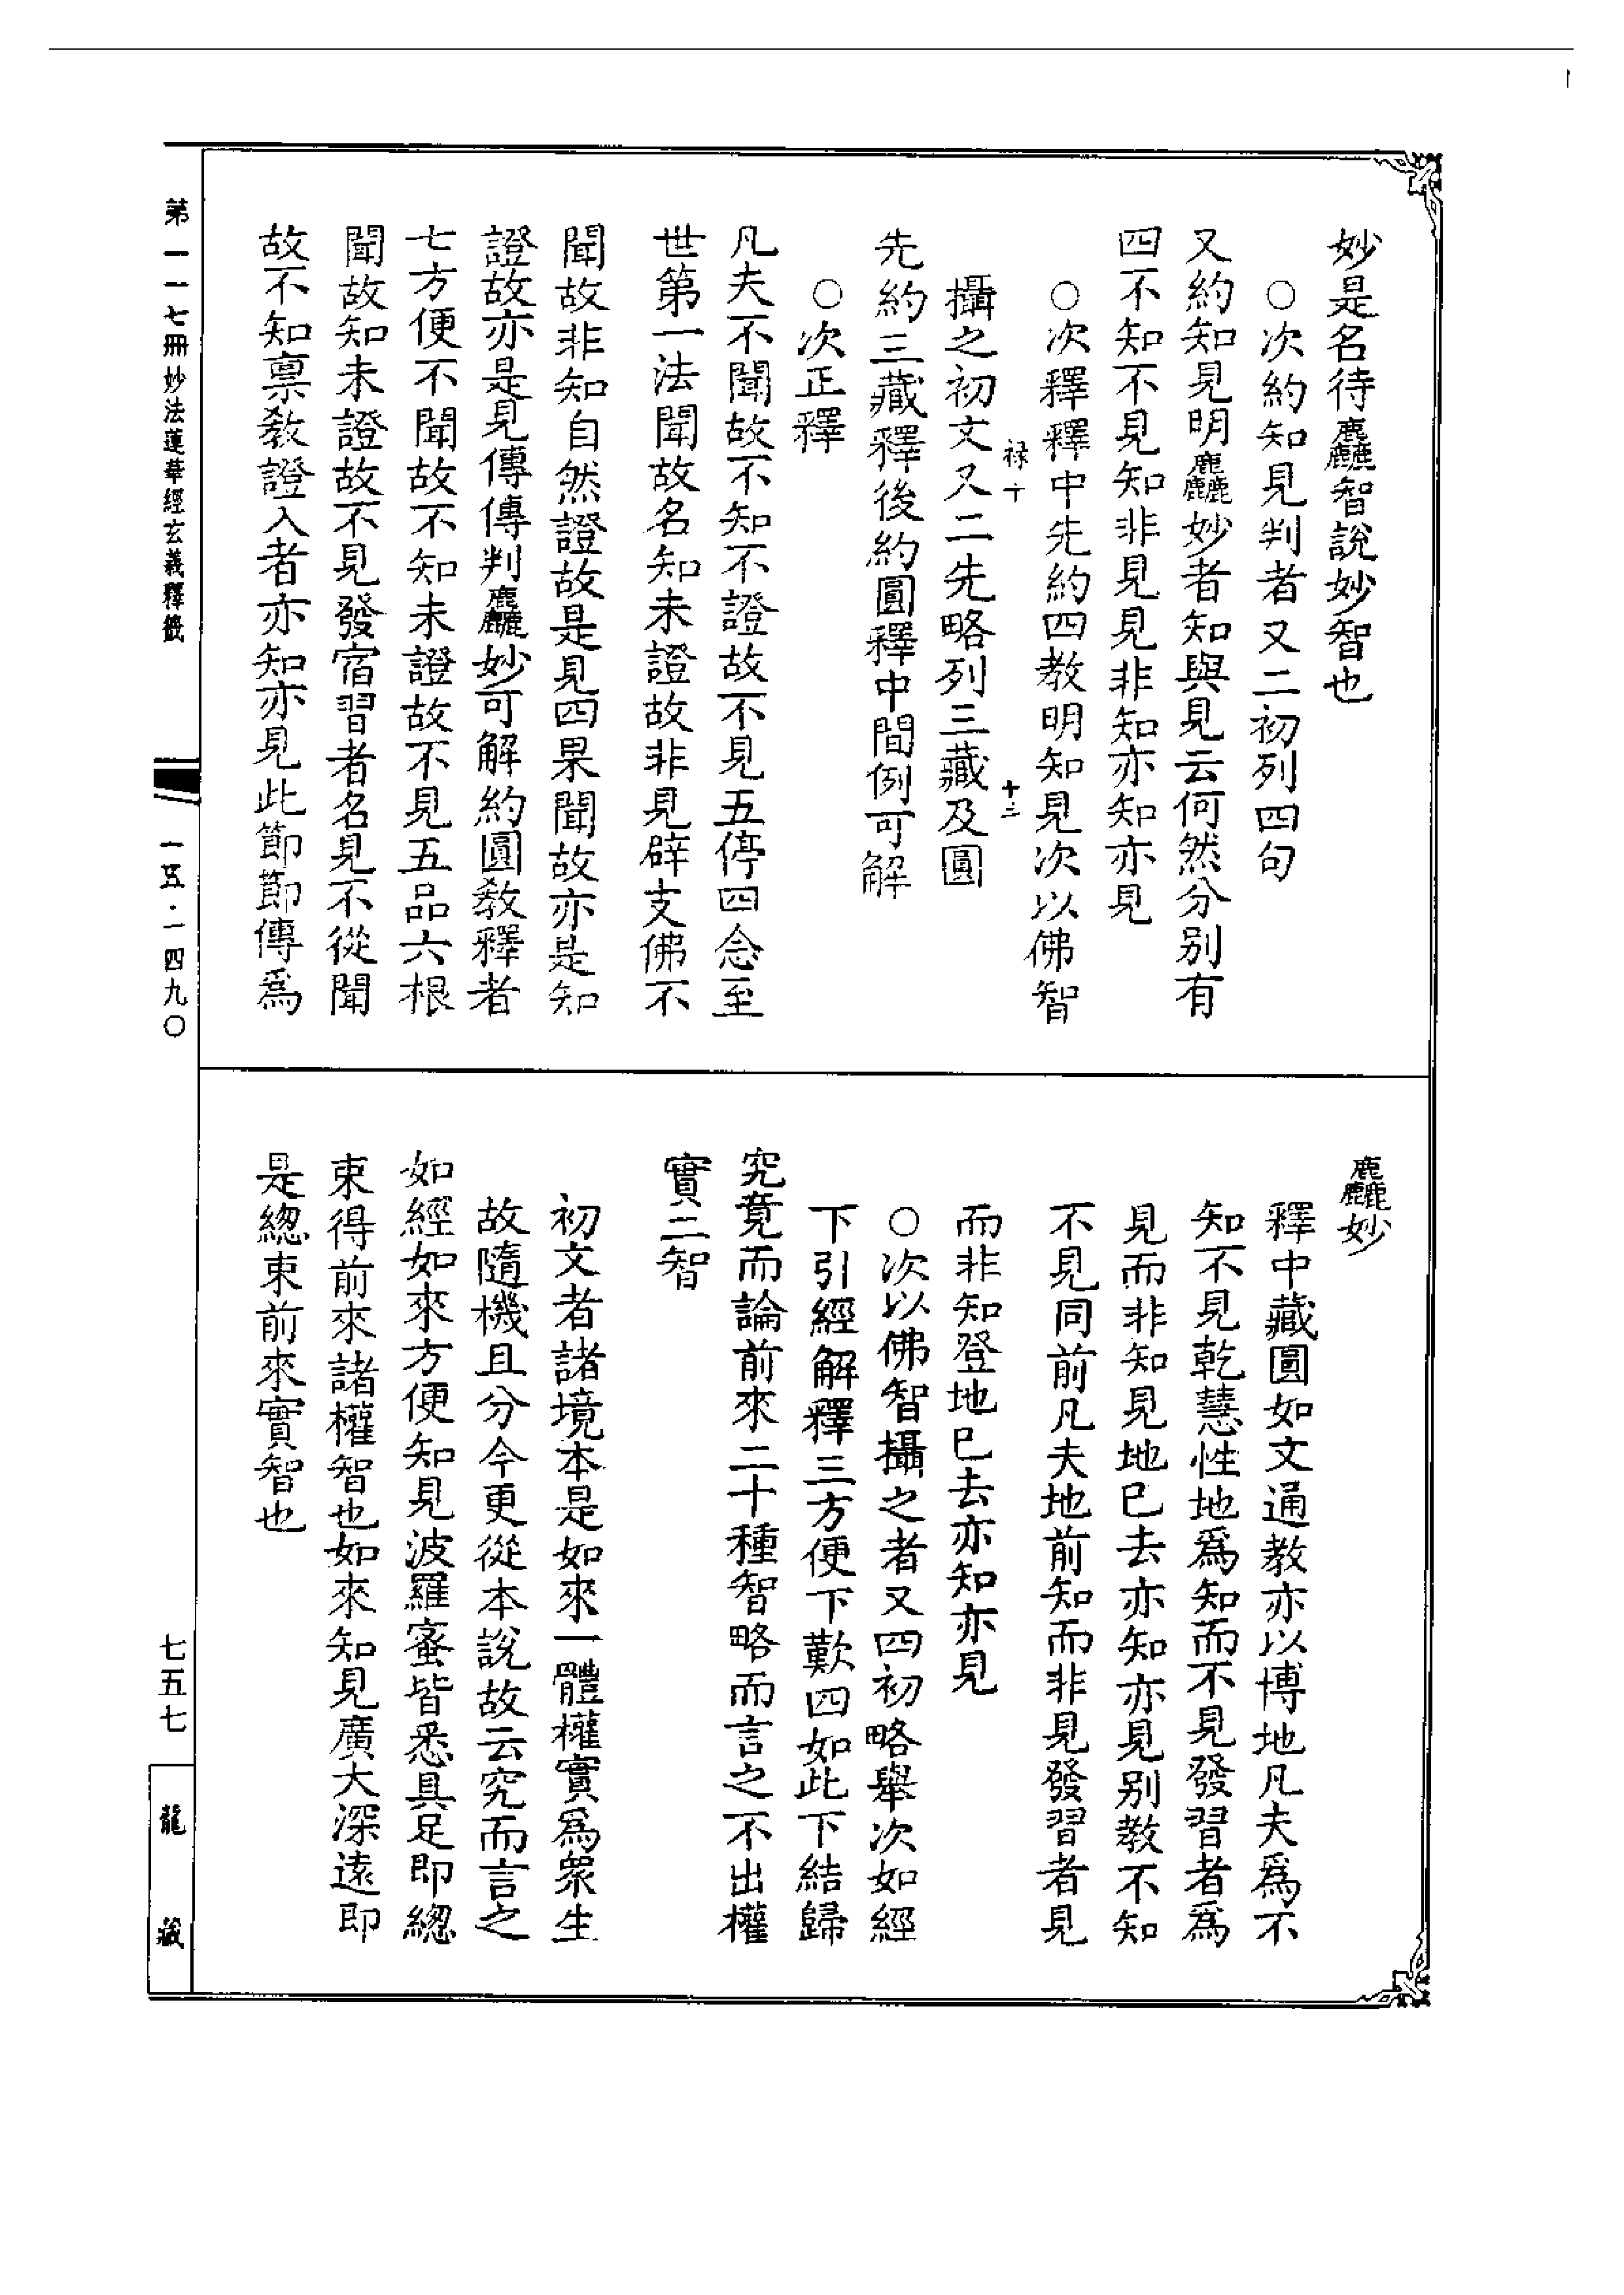 妙是名待麤智說妙智也
○次約知見判者又二初列四句
又約知見明麤妙者知與見云何然分別有
四不知不見知非見見非知亦知亦見
○次釋釋中先約四教明知見次以佛智
祿十
十三
攝之初文又二先略列三藏及圓
先約三藏釋後約圓釋中間例可解
○次正釋
凡夫不聞故不知不證故不見五停四念至
世第一法聞故名知未證故非見辟支佛不
聞故非知自然證故是見四果聞故亦是知
證故亦是見傳傳判麤妙可解約圓教釋者
七方便不聞故不知未證故不見五品六根
聞故知未證故不見發宿習者名見不從聞
故不知稟教證入者亦知亦見此節節傳爲
麤妙
釋中藏圓如文通教亦以博地凡夫爲不
知不見乾慧性地爲知而不見發習者爲
見而非知見地已去亦知亦見別教不知
不見同前凡夫地前知而非見發習者見
而非知登地已去亦知亦見
○次以佛智攝之者又四初略舉次如經
下引經解釋三方便下歎四如此下結歸
究竟而論前來二十種智略而言之不出權
實二智
初文者諸境本是如來一體權實爲衆生
故隨機且分今更從本說故云究而言之
如經如來方便知見波羅蜜皆悉具足即總
束得前來諸權智也如來知見廣大深遠即
是總束前來實智也
第一一七冊 妙法蓮華經玄義釋籤
一五·一四九〇
七五七
龍藏